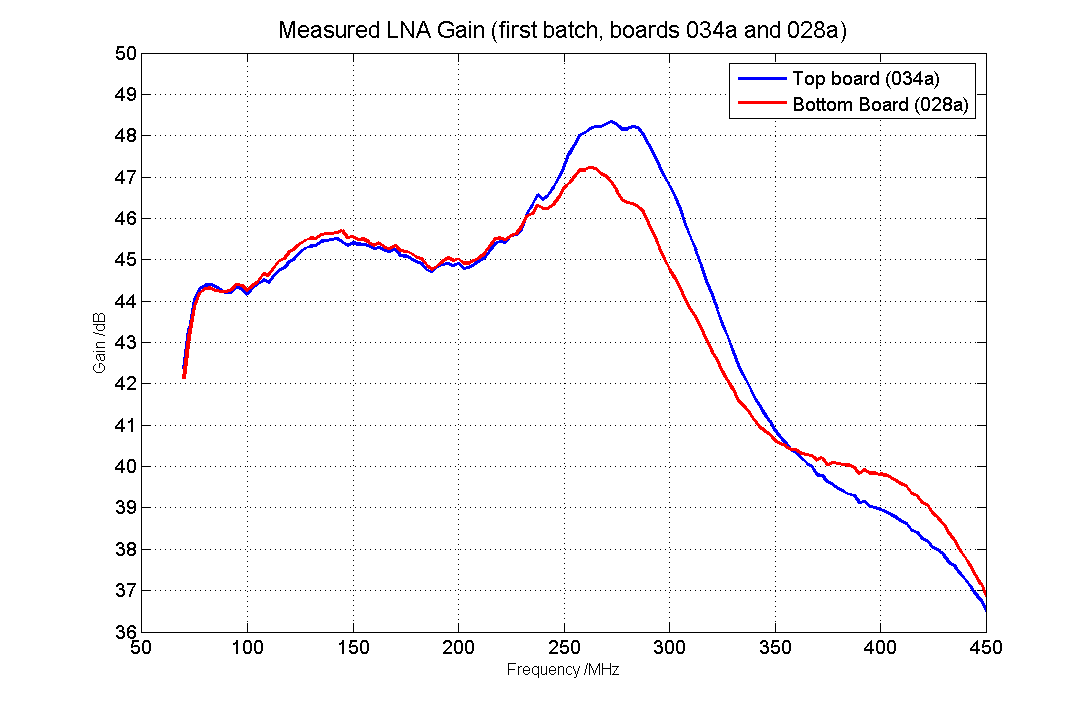 Measured LNA Gain (first batch, boards 034a and 028a)
Top board (034a)
Bottom Board (028a)
Gain /dB
50
49
48
47
46
45
44
43
42
41
40
39
38
37
36
50 100 150 200 250 300 350 400 450
Frequency /MHz